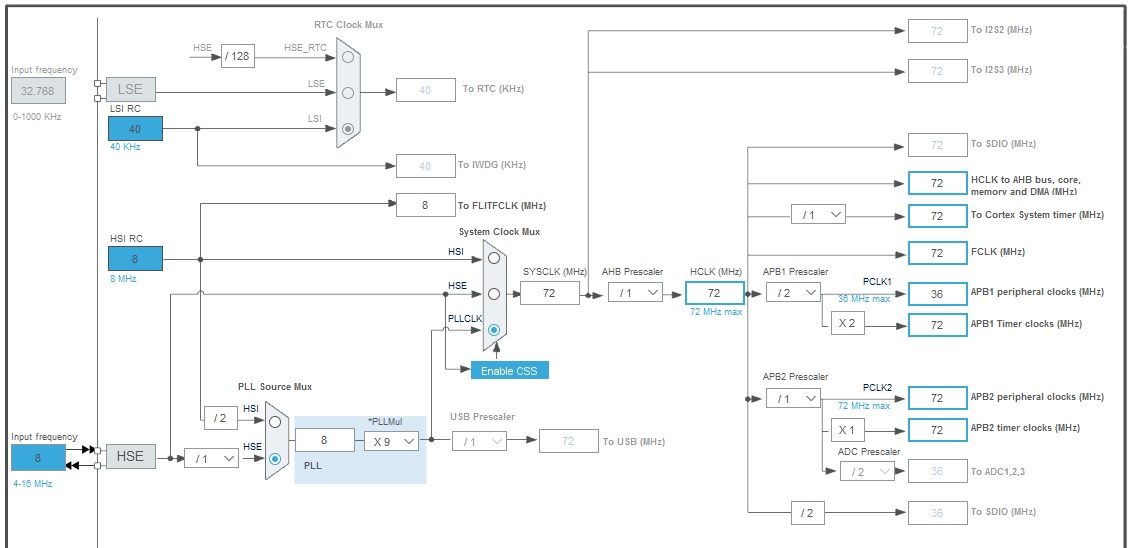 RTC Clock Mux
HSE
/ 128
HSE_RTC
To I2S2 (MHz)
72
To I2S3 (MHz)
72
Input frequency
32.768
0-1000 KHz
LSE
LSE
40
To RTC (KHz)
LSI RC
40
40 KHz
LSI
40
To IWDG (KHz)
8
To FLITFCLK (MHz)
HSI RC
8
8 MHz
System Clock Mux
HSI
HSE
PLLCLK
Enable CSS
SYSCLK (MHz)
72
AHB Prescaler
/ 1
HCLK (MHz)
72
72 MHz max
72
To SDIO (MHz)
72
HCLK to AHB bus, core,
memory and DMA (MHz)
/ 1
72
To Cortex System timer (MHz)
72
FCLK (MHz)
APB1 Prescaler
/ 2
PCLK1
36 MHz max
36
APB1 peripheral clocks (MHz)
X 2
72
APB1 Timer clocks (MHz)
APB2 Prescaler
/ 1
PCLK2
72 MHz max
72
APB2 peripheral clocks (MHz)
X 1
72
APB2 timer clocks (MHz)
ADC Prescaler
/ 2
36
To ADC1,2,3
/ 2
36
To SDIO (MHz)
PLL Source Mux
/ 2
HSI
Input frequency
8
4-16 MHz
HSE
/ 1
HSE
8
PLL
*PLLMul
X 9
USB Prescaler
/ 1
72
To USB (MHz)